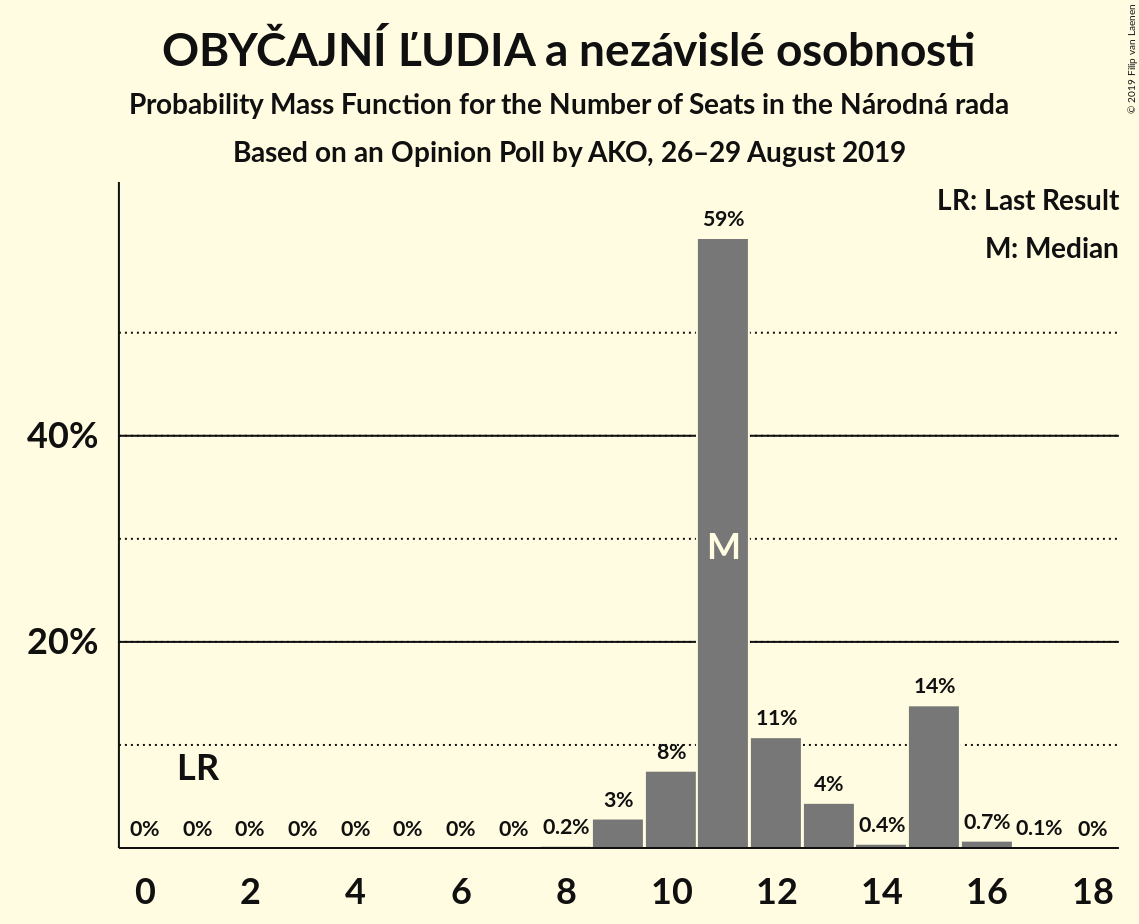 OBYČAJNÍ ĽUDIA a nezávislé osobnosti
Probability Mass Function for the Number of Seats in the Národná rada
Based on an Opinion Poll by AKO, 26–29 August 2019
© 2019 Filip van Laenen
LR: Last Result
M: Median
59%
40%
M
20%
14%
11%
8%
LR
4%
3%
0% 0% 0% 0% 0% 0% 0% 0% 0.2% 0.4% 0.7% 0.1% 0%
0 2 4 6 8 10 12 14 16 18